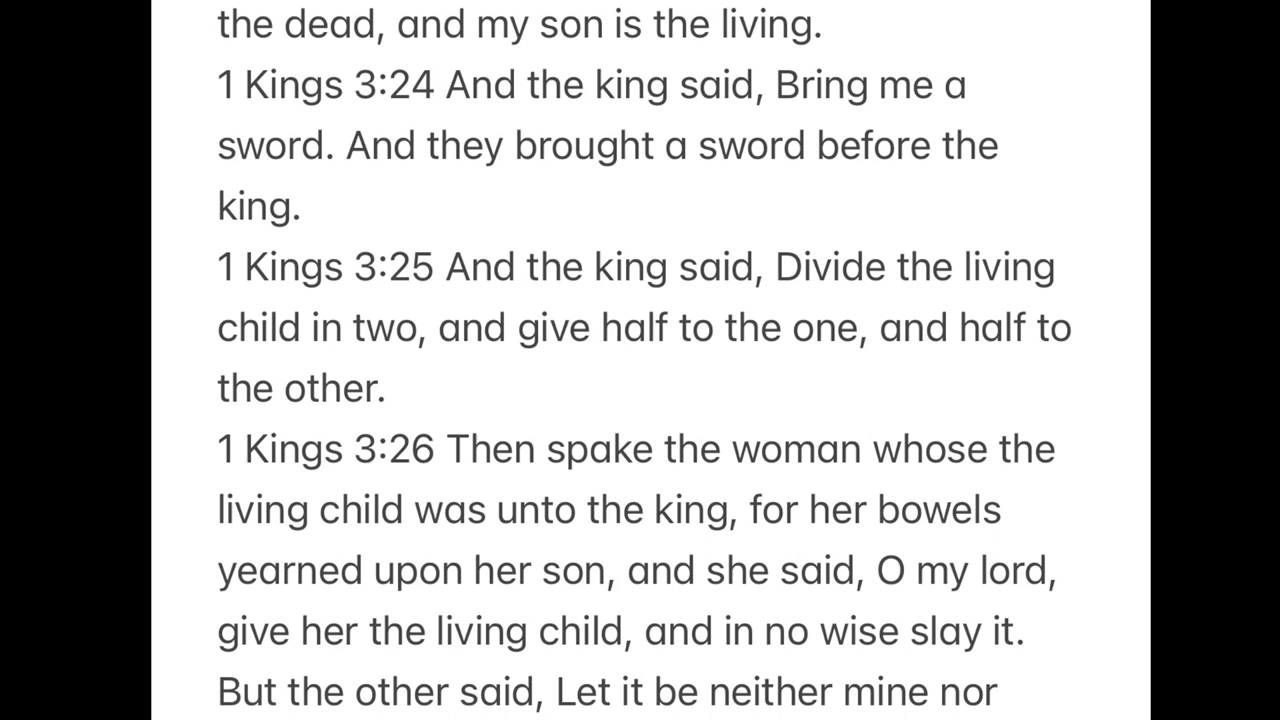 the dead, and my son is the living.
1 Kings 3:24 And the king said, Bring me a
sword. And they brought a sword before the
king.
1 Kings 3:25 And the king said, Divide the living
child in two, and give half to the one, and half to
the other.
1 Kings 3:26 Then spake the woman whose the
living child was unto the king, for her bowels
yearned upon her son, and she said, O my lord,
give her the living child, and in no wise slay it.
But the other said, Let it be neither mine nor